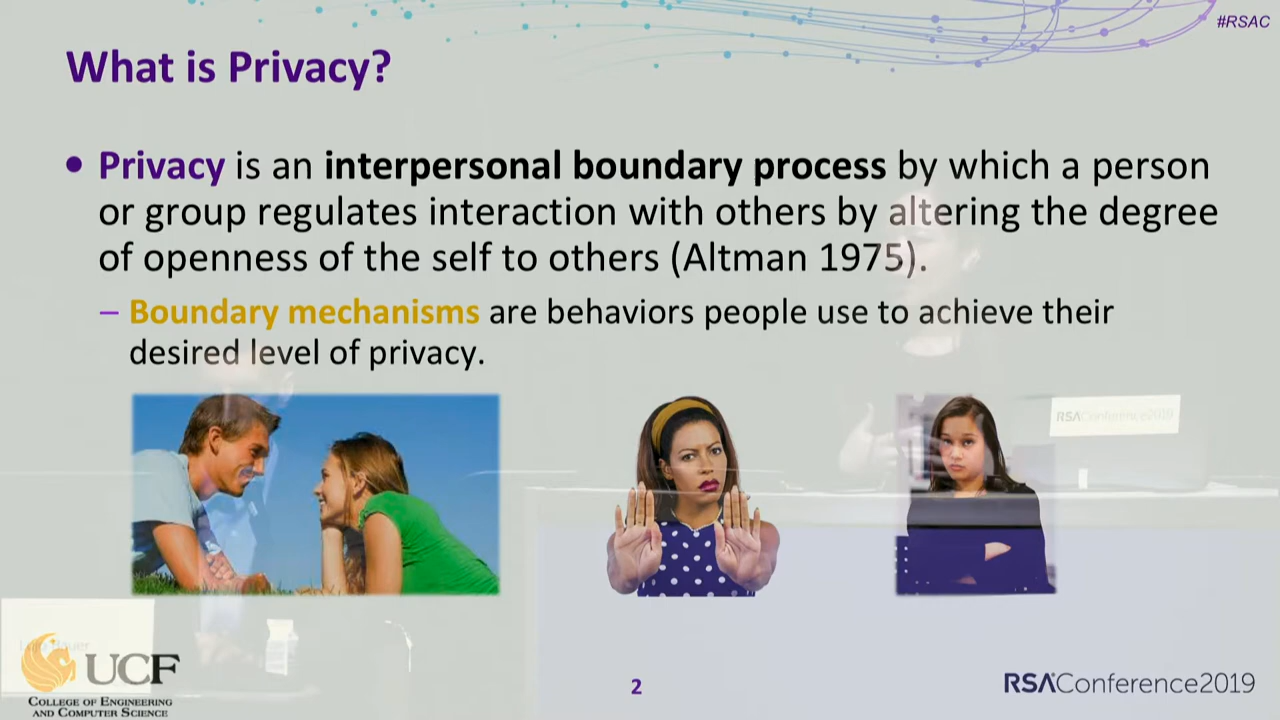 #RSAC
What is Privacy?
• Privacy is an interpersonal boundary process by which a person
or group regulates interaction with others by altering the degree
of openness of the self to others (Altman 1975).
– Boundary mechanisms are behaviors people use to achieve their
desired level of privacy.
RSAConference2019
UCF
COLLEGE OF ENGINEERING
AND COMPUTER SCIENCE
2
RSAConference2019